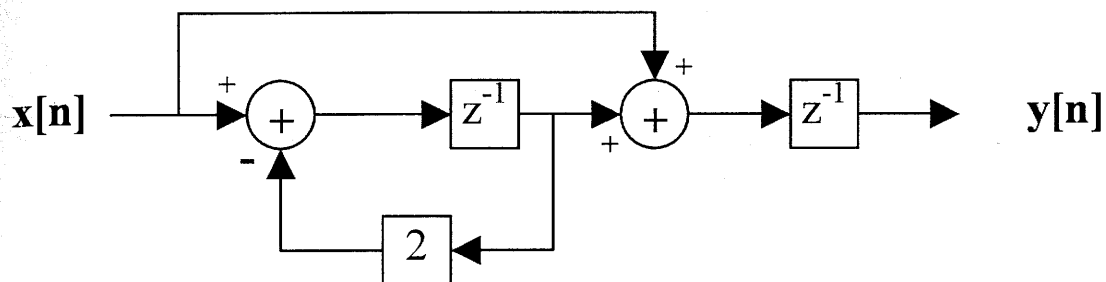 +
+
x[n]
+
z^{-1}
+
z^{-1}
y[n]
-
+
2